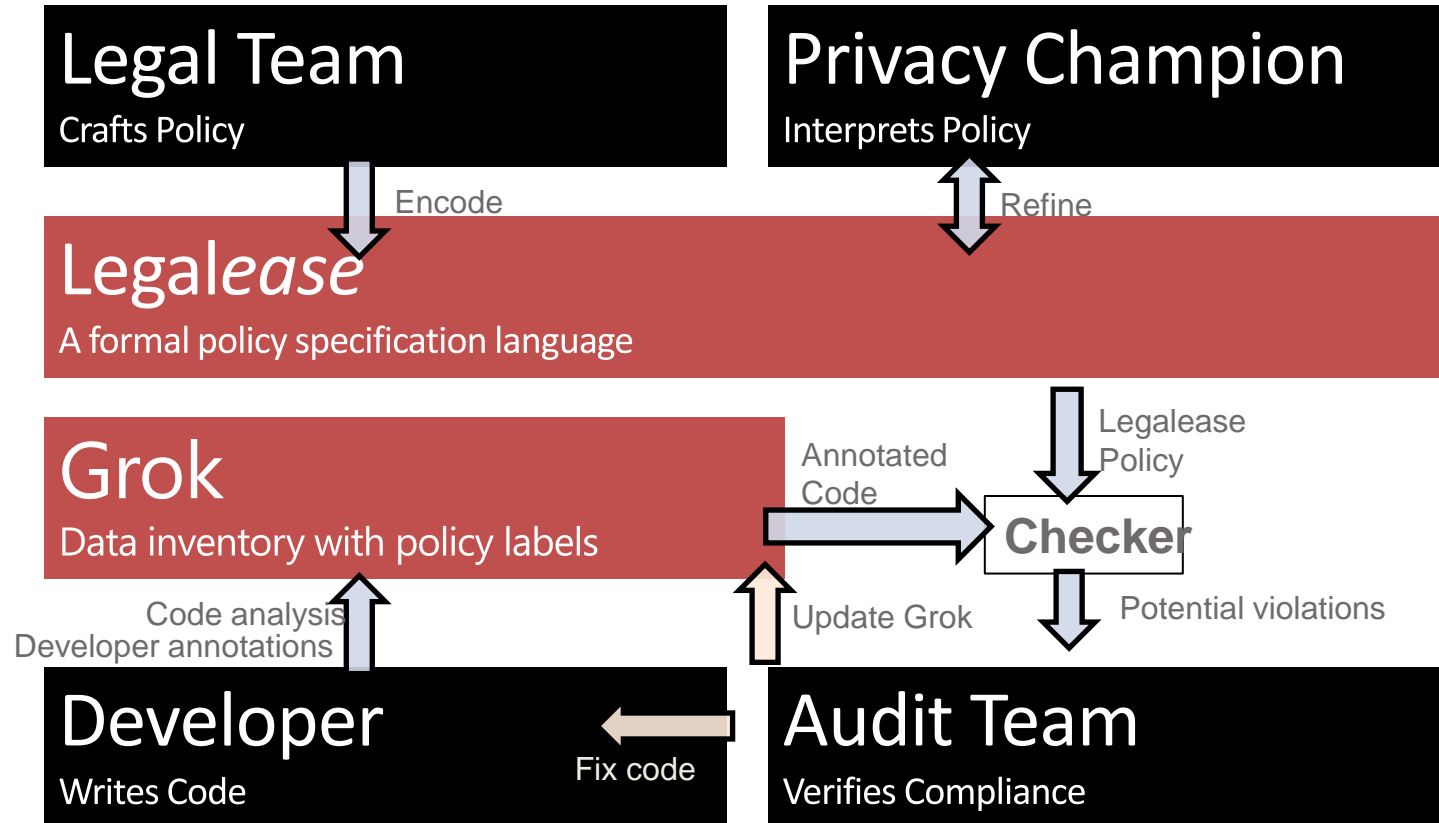 Legal Team
Crafts Policy
Privacy Champion
Interprets Policy
Encode
Refine
Legalease
A formal policy specification language
Grok
Data inventory with policy labels
Annotated
Code
Legalease
Policy
Checker
Code analysis
Developer annotations
Update Grok
Potential violations
Developer
Writes Code
Fix code
Audit Team
Verifies Compliance